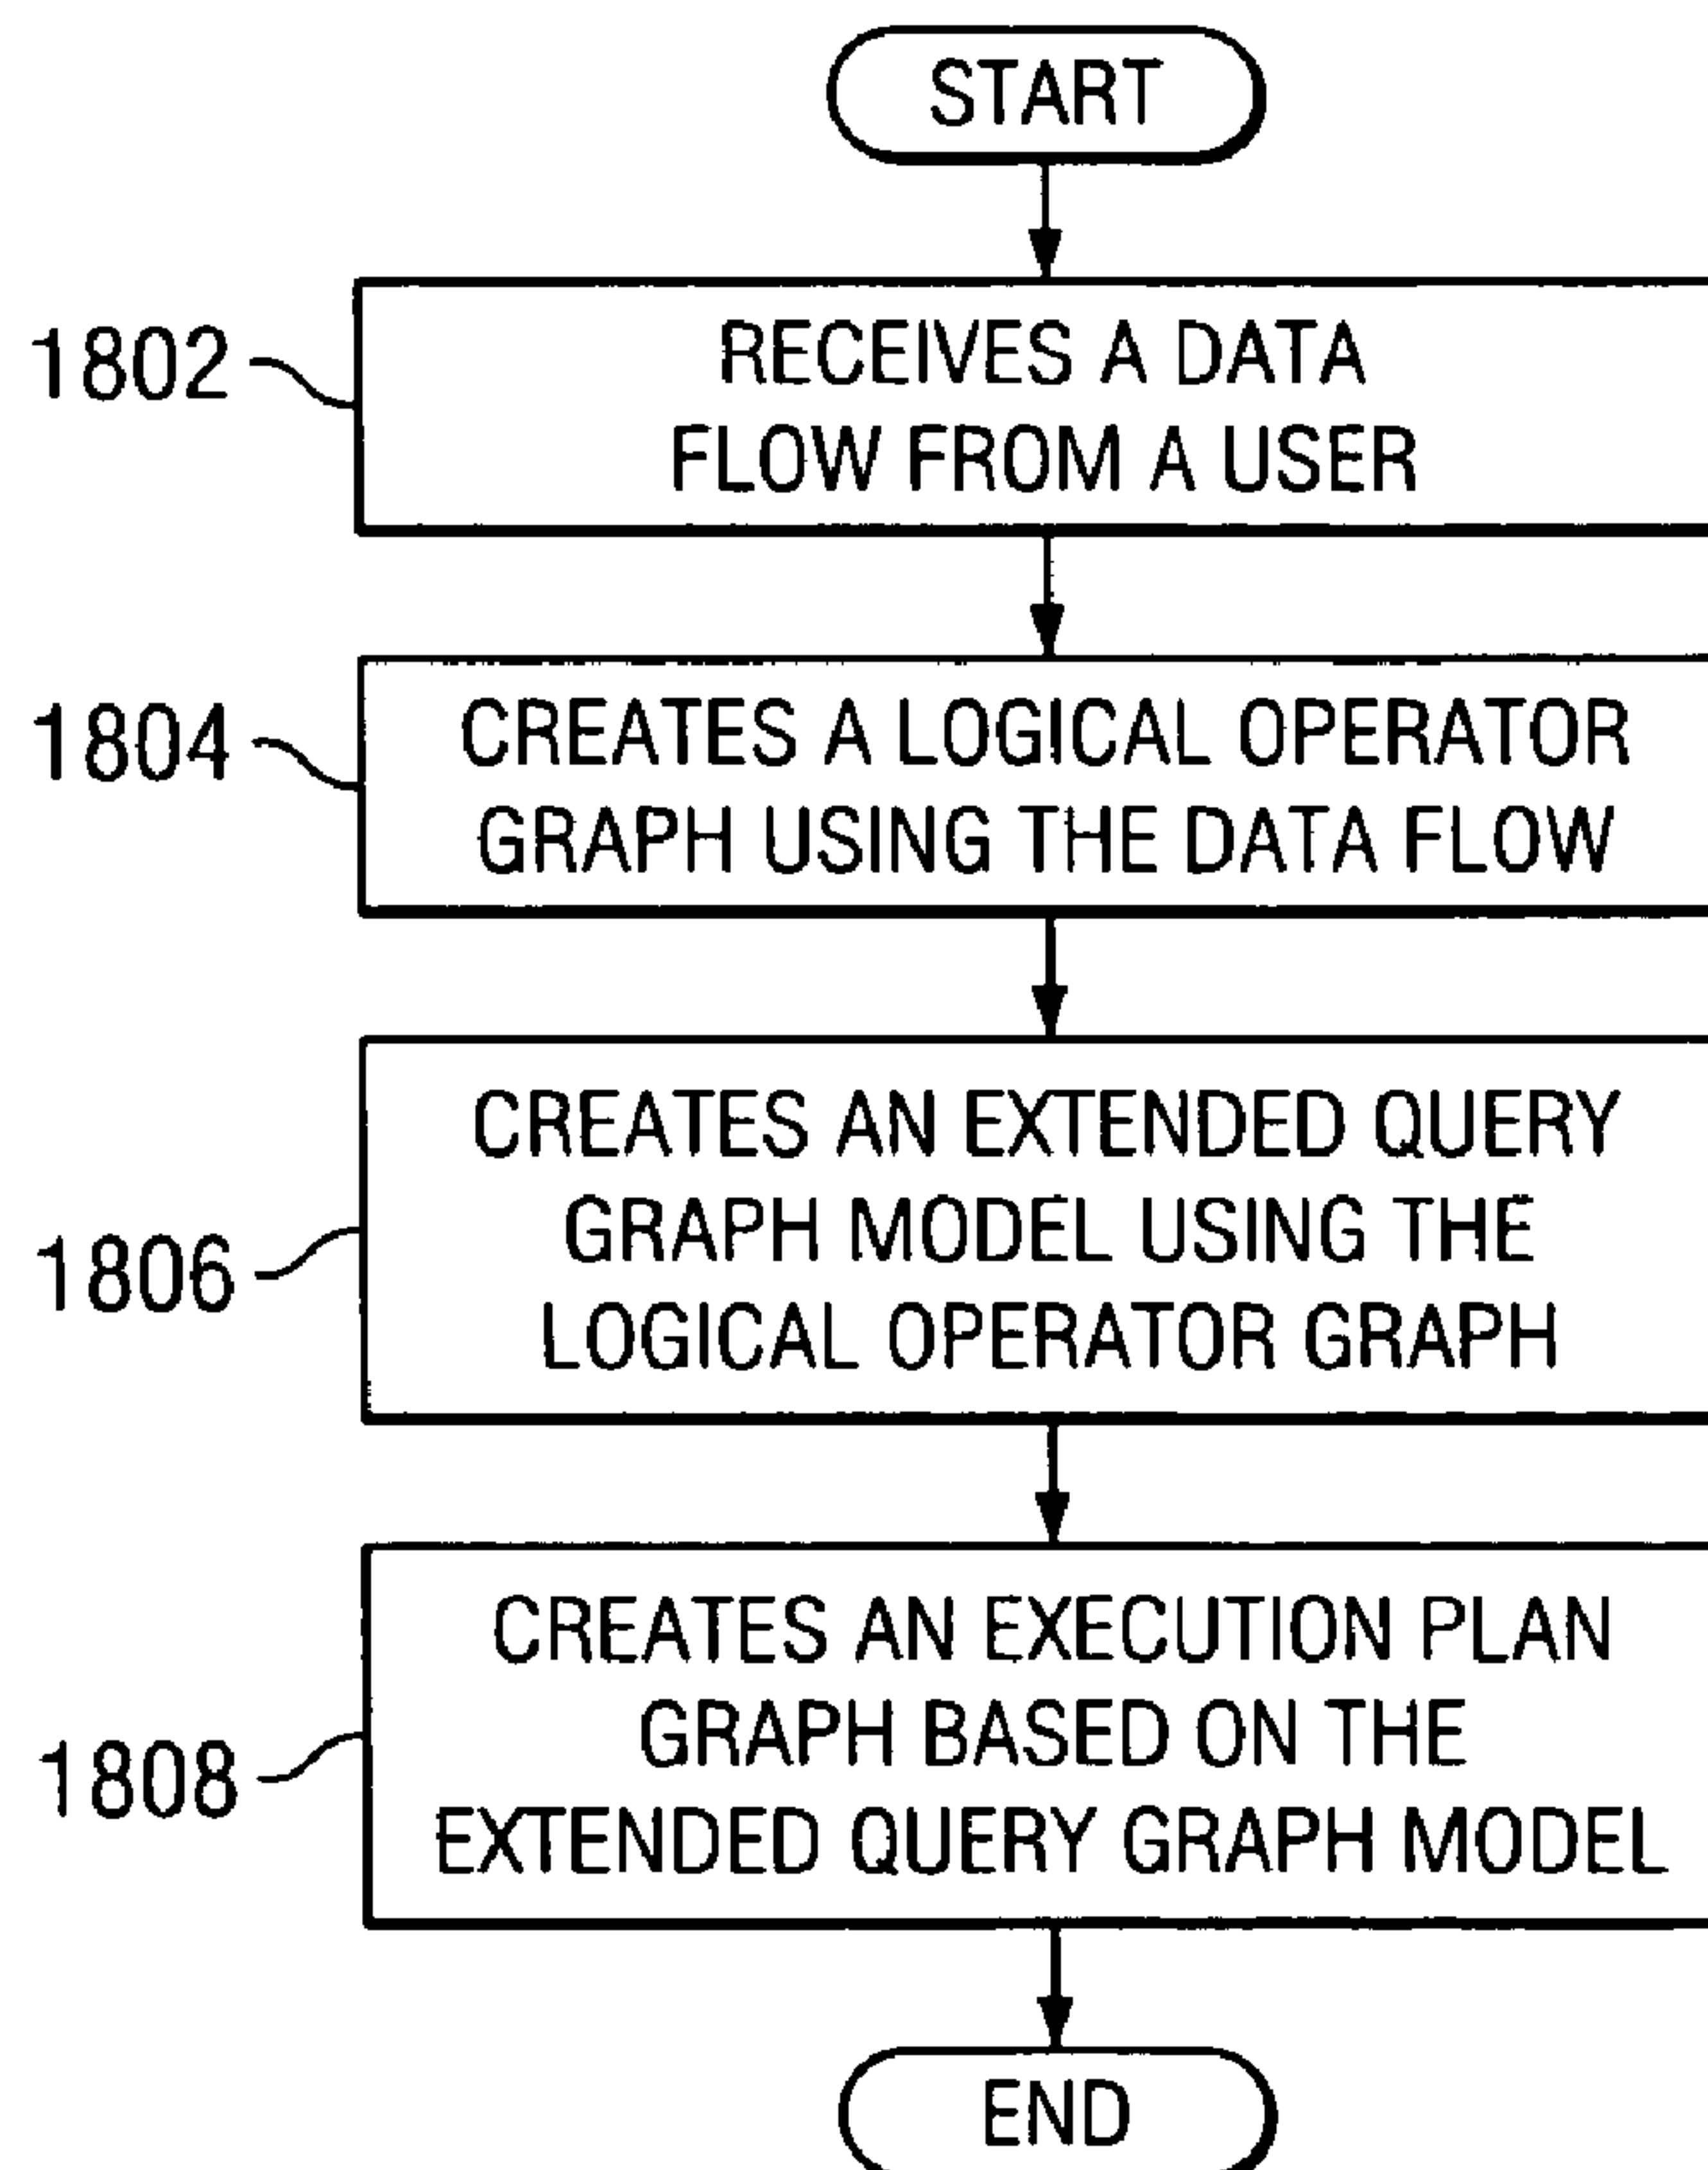 START
1802
RECEIVES A DATA
FLOW FROM A USER
1804
CREATES A LOGICAL OPERATOR
GRAPH USING THE DATA FLOW
1806
CREATES AN EXTENDED QUERY
GRAPH MODEL USING THE
LOGICAL OPERATOR GRAPH
1808
CREATES AN EXECUTION PLAN
GRAPH BASED ON THE
EXTENDED QUERY GRAPH MODEL
END